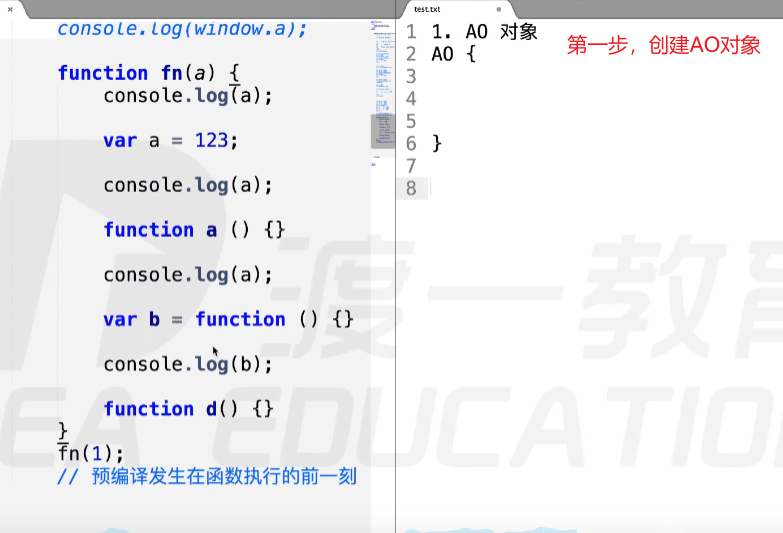 console.log(window.a);
function fn(a) {
console.log(a);
var a = 123;
console.log(a);
function a () {}
console.log(a);
var b = function () {}
console.log(b);
function d() {}
}
fn(1);
// 预编译发生在函数执行的前一刻
test.txt
1 1. AO 对象
2 AO {
3
4
5
6 }
7
8
第一步，创建AO对象
渡一教育
EA EDUCATION